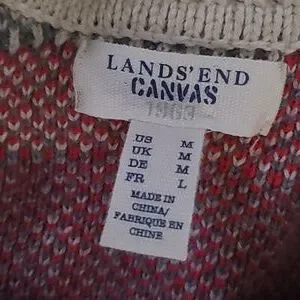 LANDS' END
CANVAS
1963
US M
UK M
DE M
FR L
MADE IN
CHINA/
FABRIQUE EN
CHINE